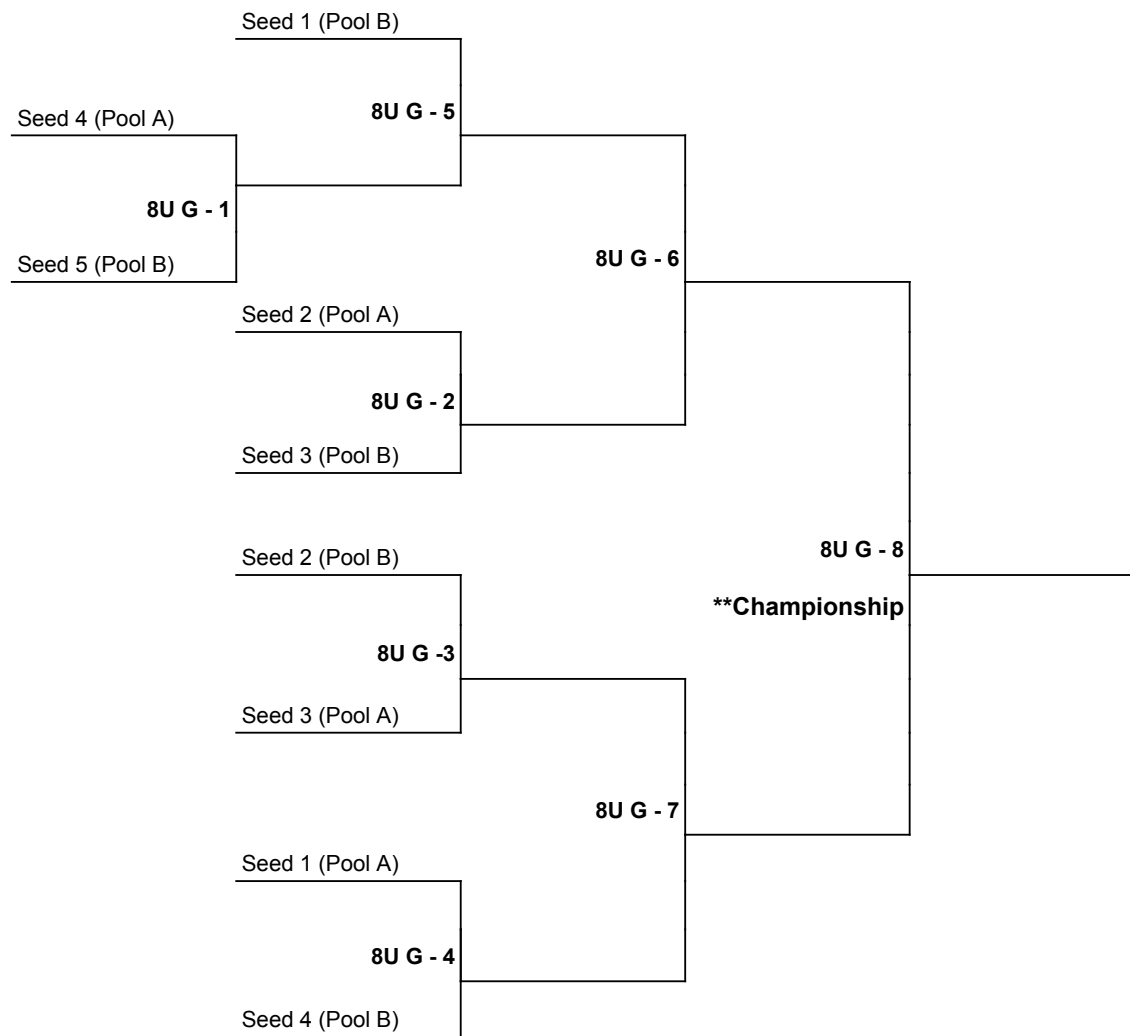 Seed 1 (Pool B)
8U G - 5
Seed 4 (Pool A)
8U G - 1
8U G - 6
Seed 5 (Pool B)
Seed 2 (Pool A)
8U G - 2
Seed 3 (Pool B)
8U G - 8
Seed 2 (Pool B)
**Championship
8U G -3
Seed 3 (Pool A)
8U G - 7
Seed 1 (Pool A)
8U G - 4
Seed 4 (Pool B)